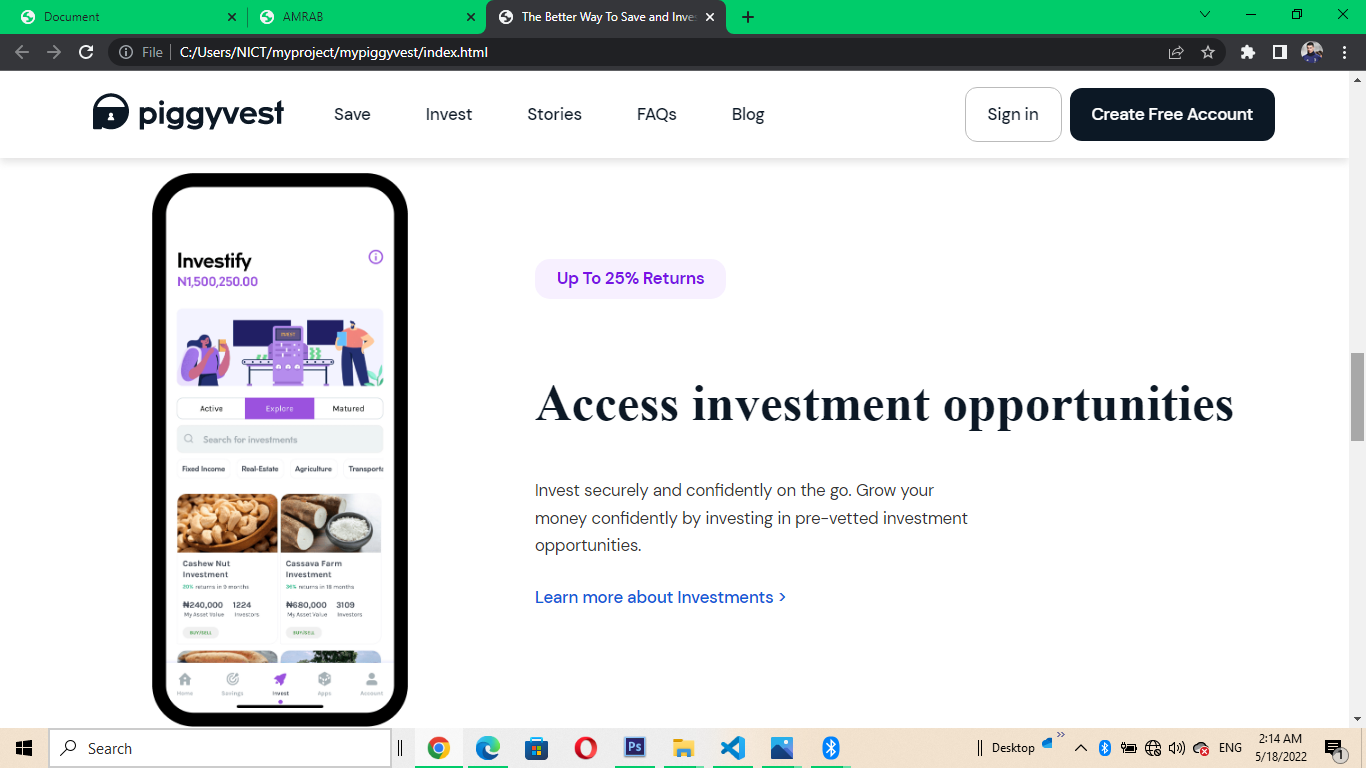 Document
AMRAB
The Better Way To Save and Inves
File
C:/Users/NICT/myproject/mypiggyvest/index.html
piggyvest
Save
Invest
Stories
FAQs
Blog
Sign in
Create Free Account
Investify
N1,500,250.00
Active
Explore
Matured
Search for investments
Fixed Income
Real-Estate
Agriculture
Transporta
Cashew Nut
Investment
20% returns in 9 months
₦240,000 1224
My Asset Value Investors
BUY/SELL
Cassava Farm
Investment
36% returns in 18 months
₦680,000 3109
My Asset Value Investors
BUY/SELL
Home
Savings
Invest
Apps
Account
Up To 25% Returns
Access investment opportunities
Invest securely and confidently on the go. Grow your
money confidently by investing in pre-vetted investment
opportunities.
Learn more about Investments >
Search
Ps
Desktop
ENG
2:14 AM
5/18/2022
1